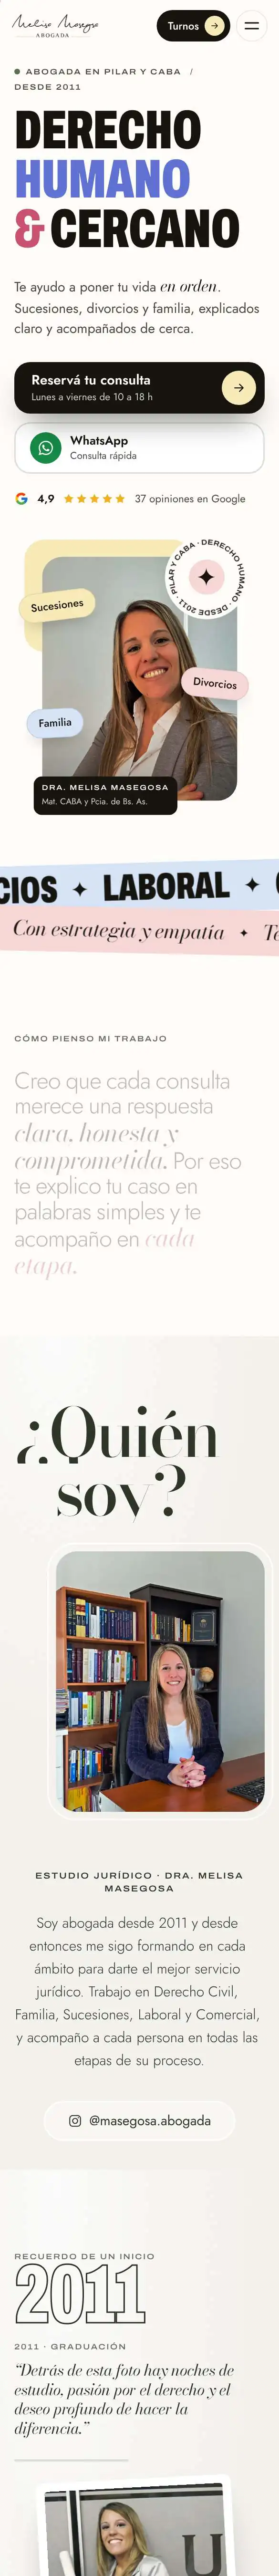 Melisa Masegosa
ABOGADA
Turnos
ABOGADA EN PILAR Y CABA /
DESDE 2011
DERECHO
HUMANO
& CERCANO
Te ayudo a poner tu vida en orden.
Sucesiones, divorcios y familia, explicados
claro y acompañados de cerca.
Reservá tu consulta
Lunes a viernes de 10 a 18 h
WhatsApp
Consulta rápida
4,9 ★★★★★ 37 opiniones en Google
DERECHO HUMANO · DESDE 2011 · PILAR Y CABA ·
Sucesiones
Divorcios
Familia
DRA. MELISA MASEGOSA
Mat. CABA y Pcia. de Bs. As.
CIOS ✦ LABORAL ✦
Con estrategia y empatía ✦ Te
CÓMO PIENSO MI TRABAJO
Creo que cada consulta
merece una respuesta
clara, honesta y
comprometida. Por eso
te explico tu caso en
palabras simples y te
acompaño en cada
etapa.
¿Quién
soy?
ESTUDIO JURÍDICO · DRA. MELISA
MASEGOSA
Soy abogada desde 2011 y desde
entonces me sigo formando en cada
ámbito para darte el mejor servicio
jurídico. Trabajo en Derecho Civil,
Familia, Sucesiones, Laboral y Comercial,
y acompaño a cada persona en todas las
etapas de su proceso.
@masegosa.abogada
RECUERDO DE UN INICIO
2011
2011 · GRADUACIÓN
“Detrás de esta foto hay noches de
estudio, pasión por el derecho y el
deseo profundo de hacer la
diferencia.”
U